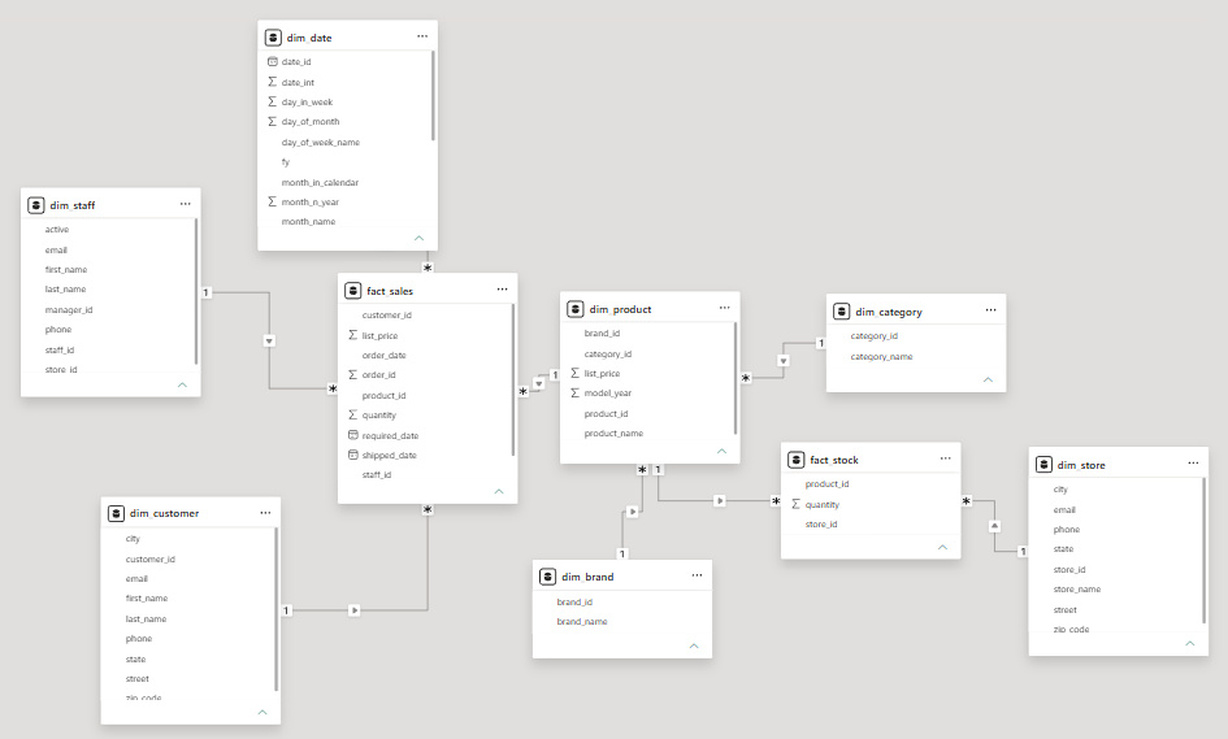 dim_date
date_id
date_int
day_in_week
day_of_month
day_of_week_name
fy
month_in_calendar
month_n_year
month_name
dim_staff
active
email
first_name
last_name
manager_id
phone
staff_id
store_id
1
*
*
fact_sales
customer_id
list_price
order_date
order_id
product_id
quantity
required_date
shipped_date
staff_id
*
1
*
dim_product
brand_id
category_id
list_price
model_year
product_id
product_name
*
1
dim_category
category_id
category_name
* 1
*
fact_stock
product_id
quantity
store_id
*
1
dim_store
city
email
phone
state
store_id
store_name
street
zip_code
dim_customer
city
customer_id
email
first_name
last_name
phone
state
street
zip_code
1
1
dim_brand
brand_id
brand_name